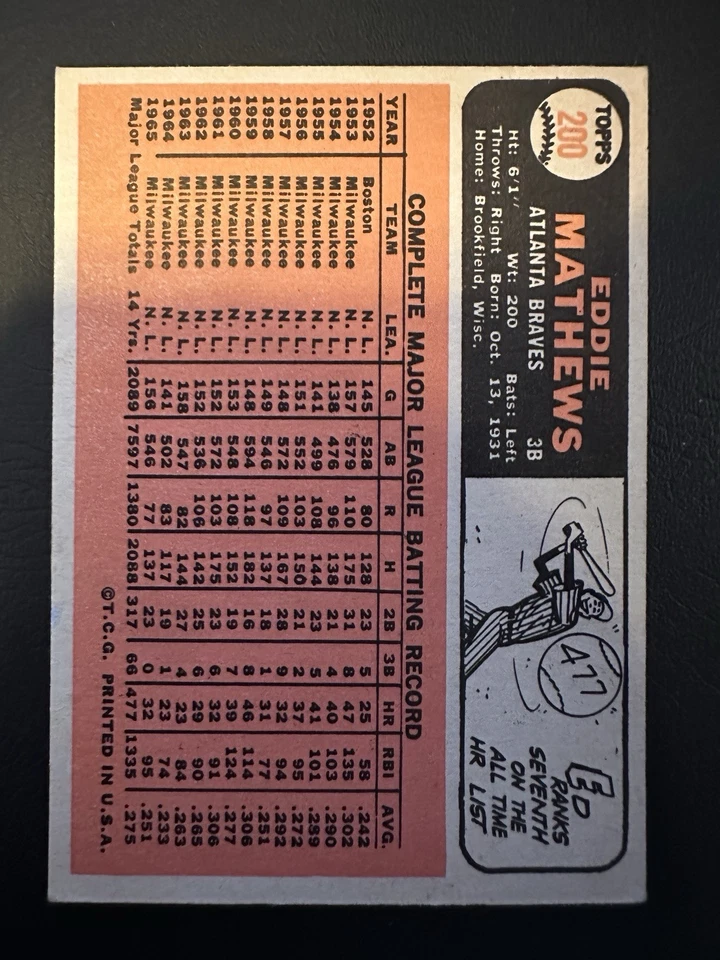 TOPPS
200
EDDIE
MATHEWS
ATLANTA BRAVES 3B
Ht: 6'1" Wt: 200 Bats: Left
Throws: Right Born: Oct. 13, 1931
Home: Brookfield, Wisc.
477
ED
RANKS
SEVENTH
ON THE
ALL TIME
HR LIST
COMPLETE MAJOR LEAGUE BATTING RECORD
YEAR TEAM LEA. G AB R H 2B 3B HR RBI AVG.
1952 Boston N. L. 145 528 80 128 23 5 25 58 .242
1953 Milwaukee N. L. 157 579 110 175 31 8 47 135 .302
1954 Milwaukee N. L. 138 476 96 138 21 4 40 103 .290
1955 Milwaukee N. L. 141 499 108 144 23 5 41 101 .289
1956 Milwaukee N. L. 151 552 103 150 21 2 37 95 .272
1957 Milwaukee N. L. 148 572 109 167 28 9 32 94 .292
1958 Milwaukee N. L. 149 546 97 137 18 1 31 77 .251
1959 Milwaukee N. L. 148 594 118 182 16 8 46 114 .306
1960 Milwaukee N. L. 153 548 108 152 19 7 39 124 .277
1961 Milwaukee N. L. 152 572 103 175 23 6 32 91 .306
1962 Milwaukee N. L. 152 536 106 142 25 6 29 90 .265
1963 Milwaukee N. L. 158 547 82 144 27 4 23 84 .263
1964 Milwaukee N. L. 141 502 83 117 19 1 23 74 .233
1965 Milwaukee N. L. 156 546 77 137 23 0 32 95 .251
Major League Totals 14 Yrs. 2089 7597 1380 2088 317 66 477 1335 .275
©T.C.G. PRINTED IN U.S.A.